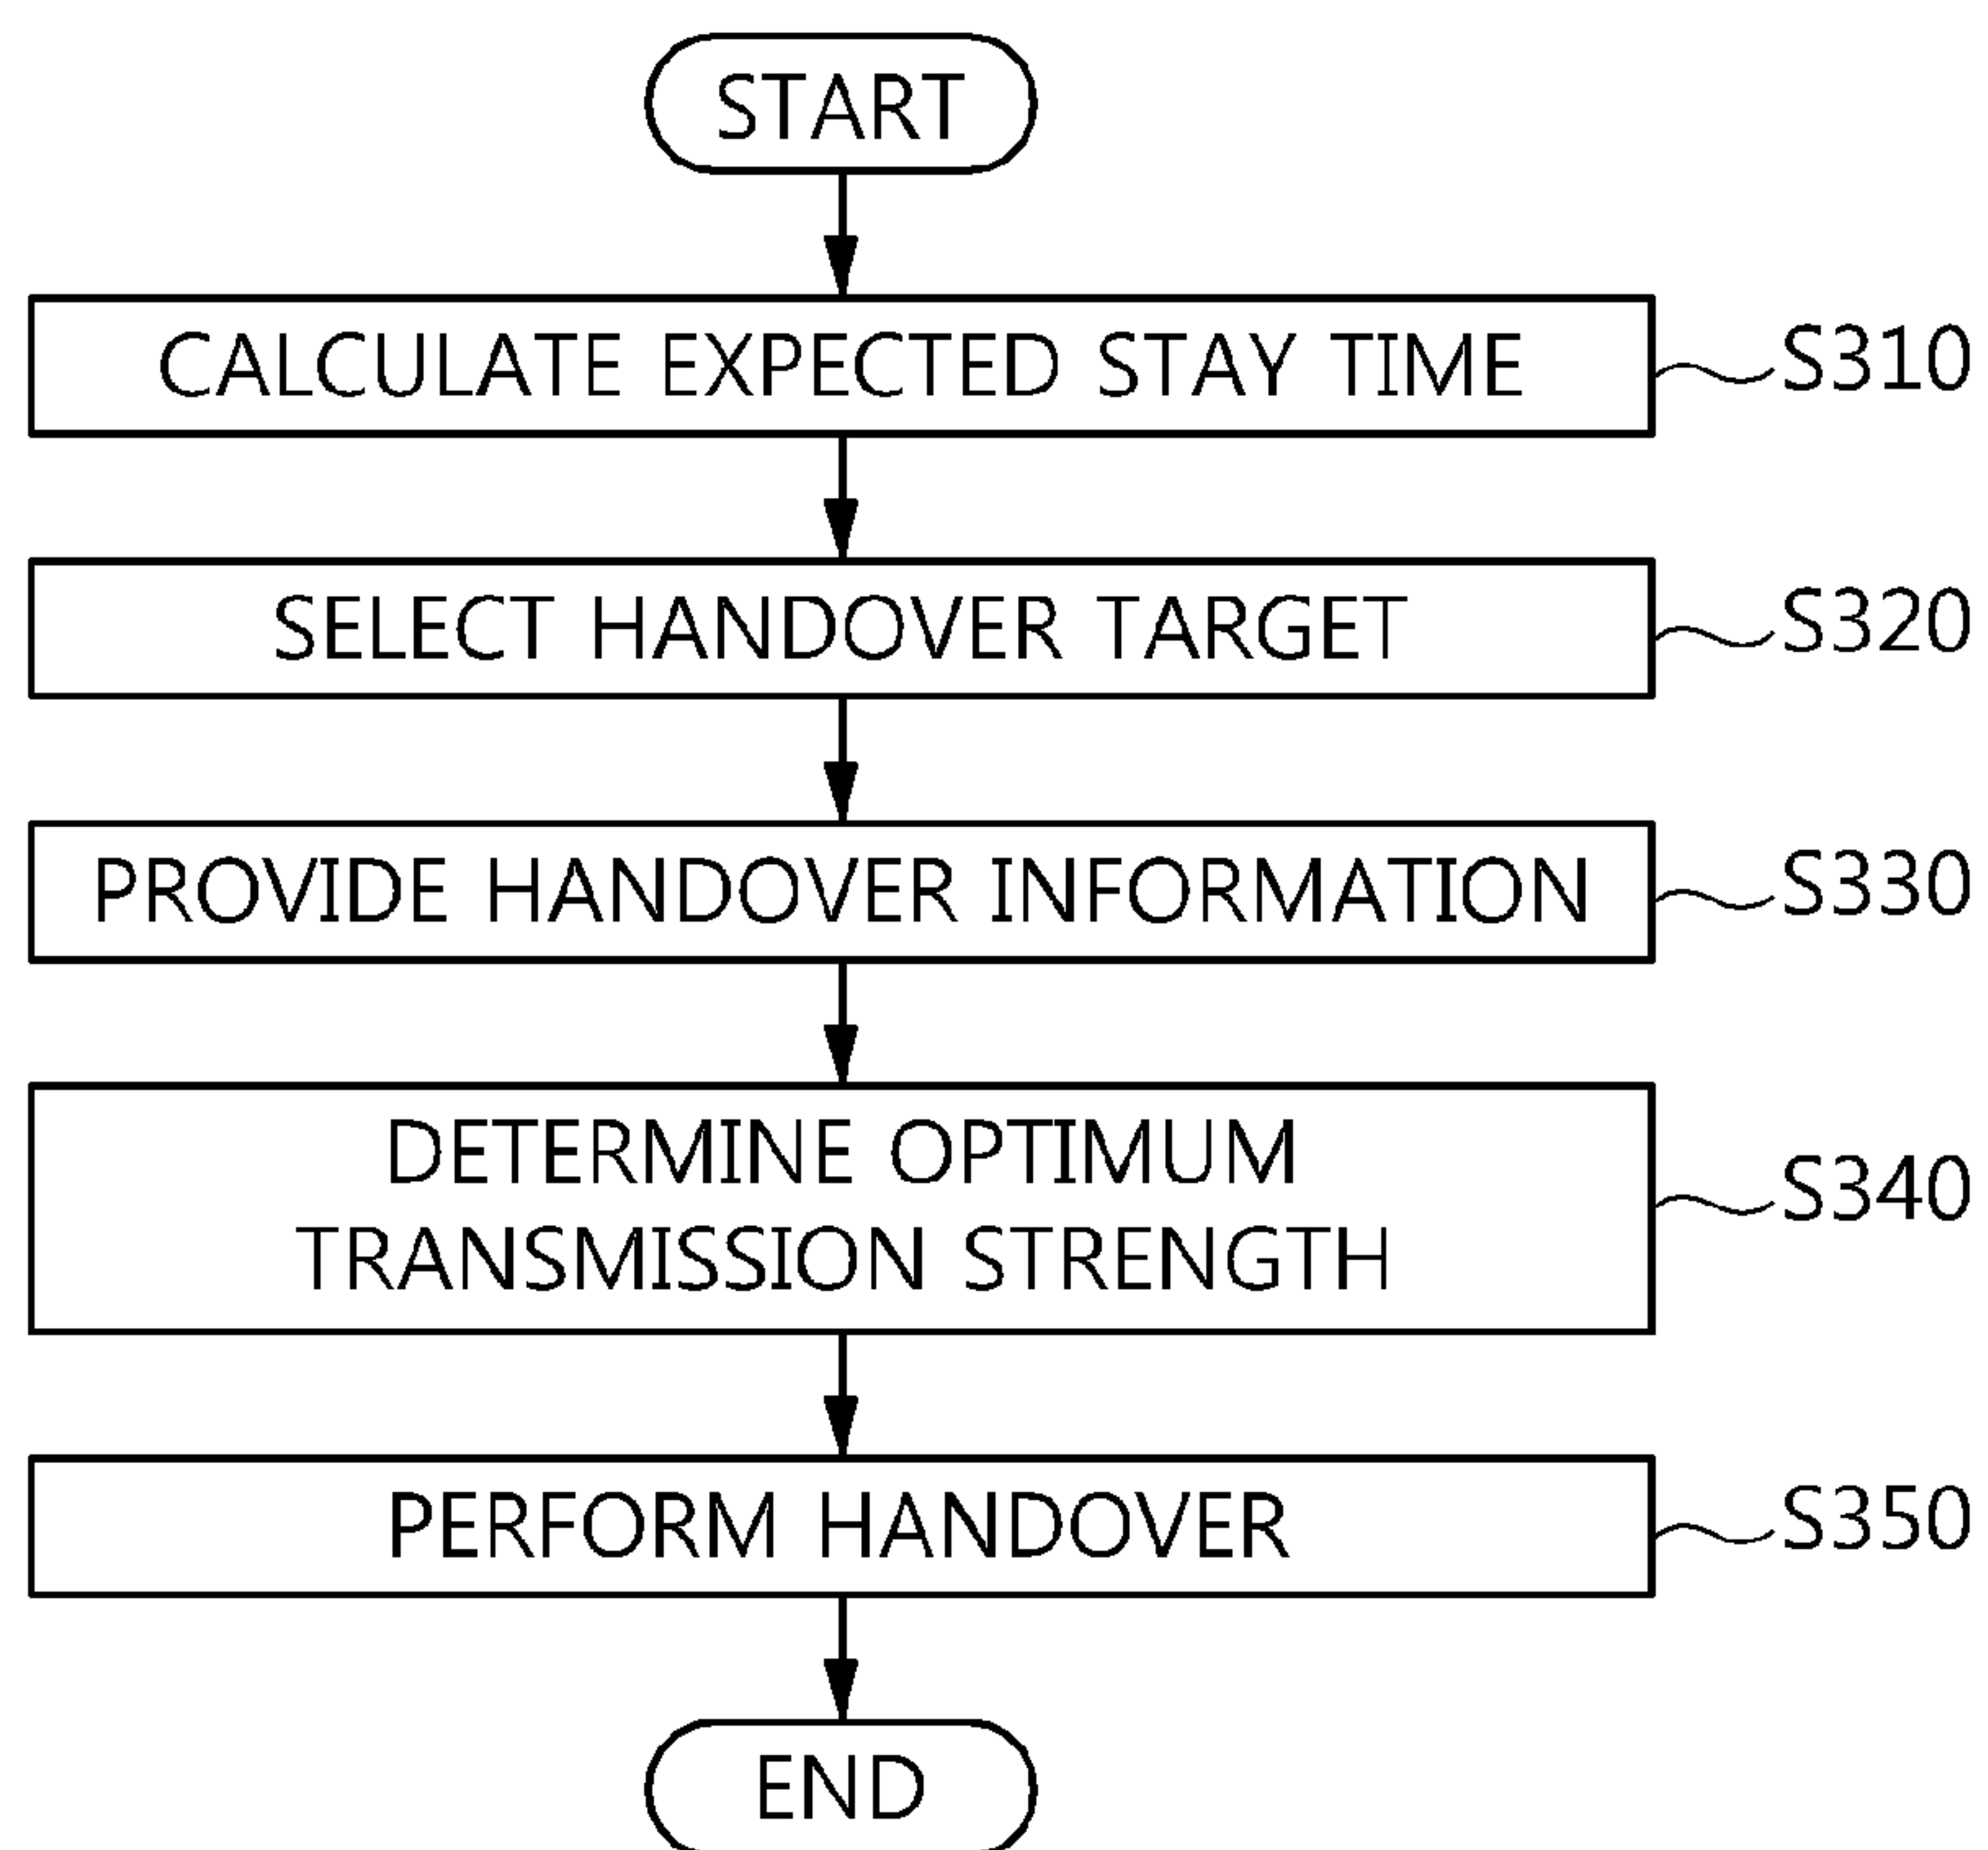 START
CALCULATE EXPECTED STAY TIME
S310
SELECT HANDOVER TARGET
S320
PROVIDE HANDOVER INFORMATION
S330
DETERMINE OPTIMUM
TRANSMISSION STRENGTH
S340
PERFORM HANDOVER
S350
END